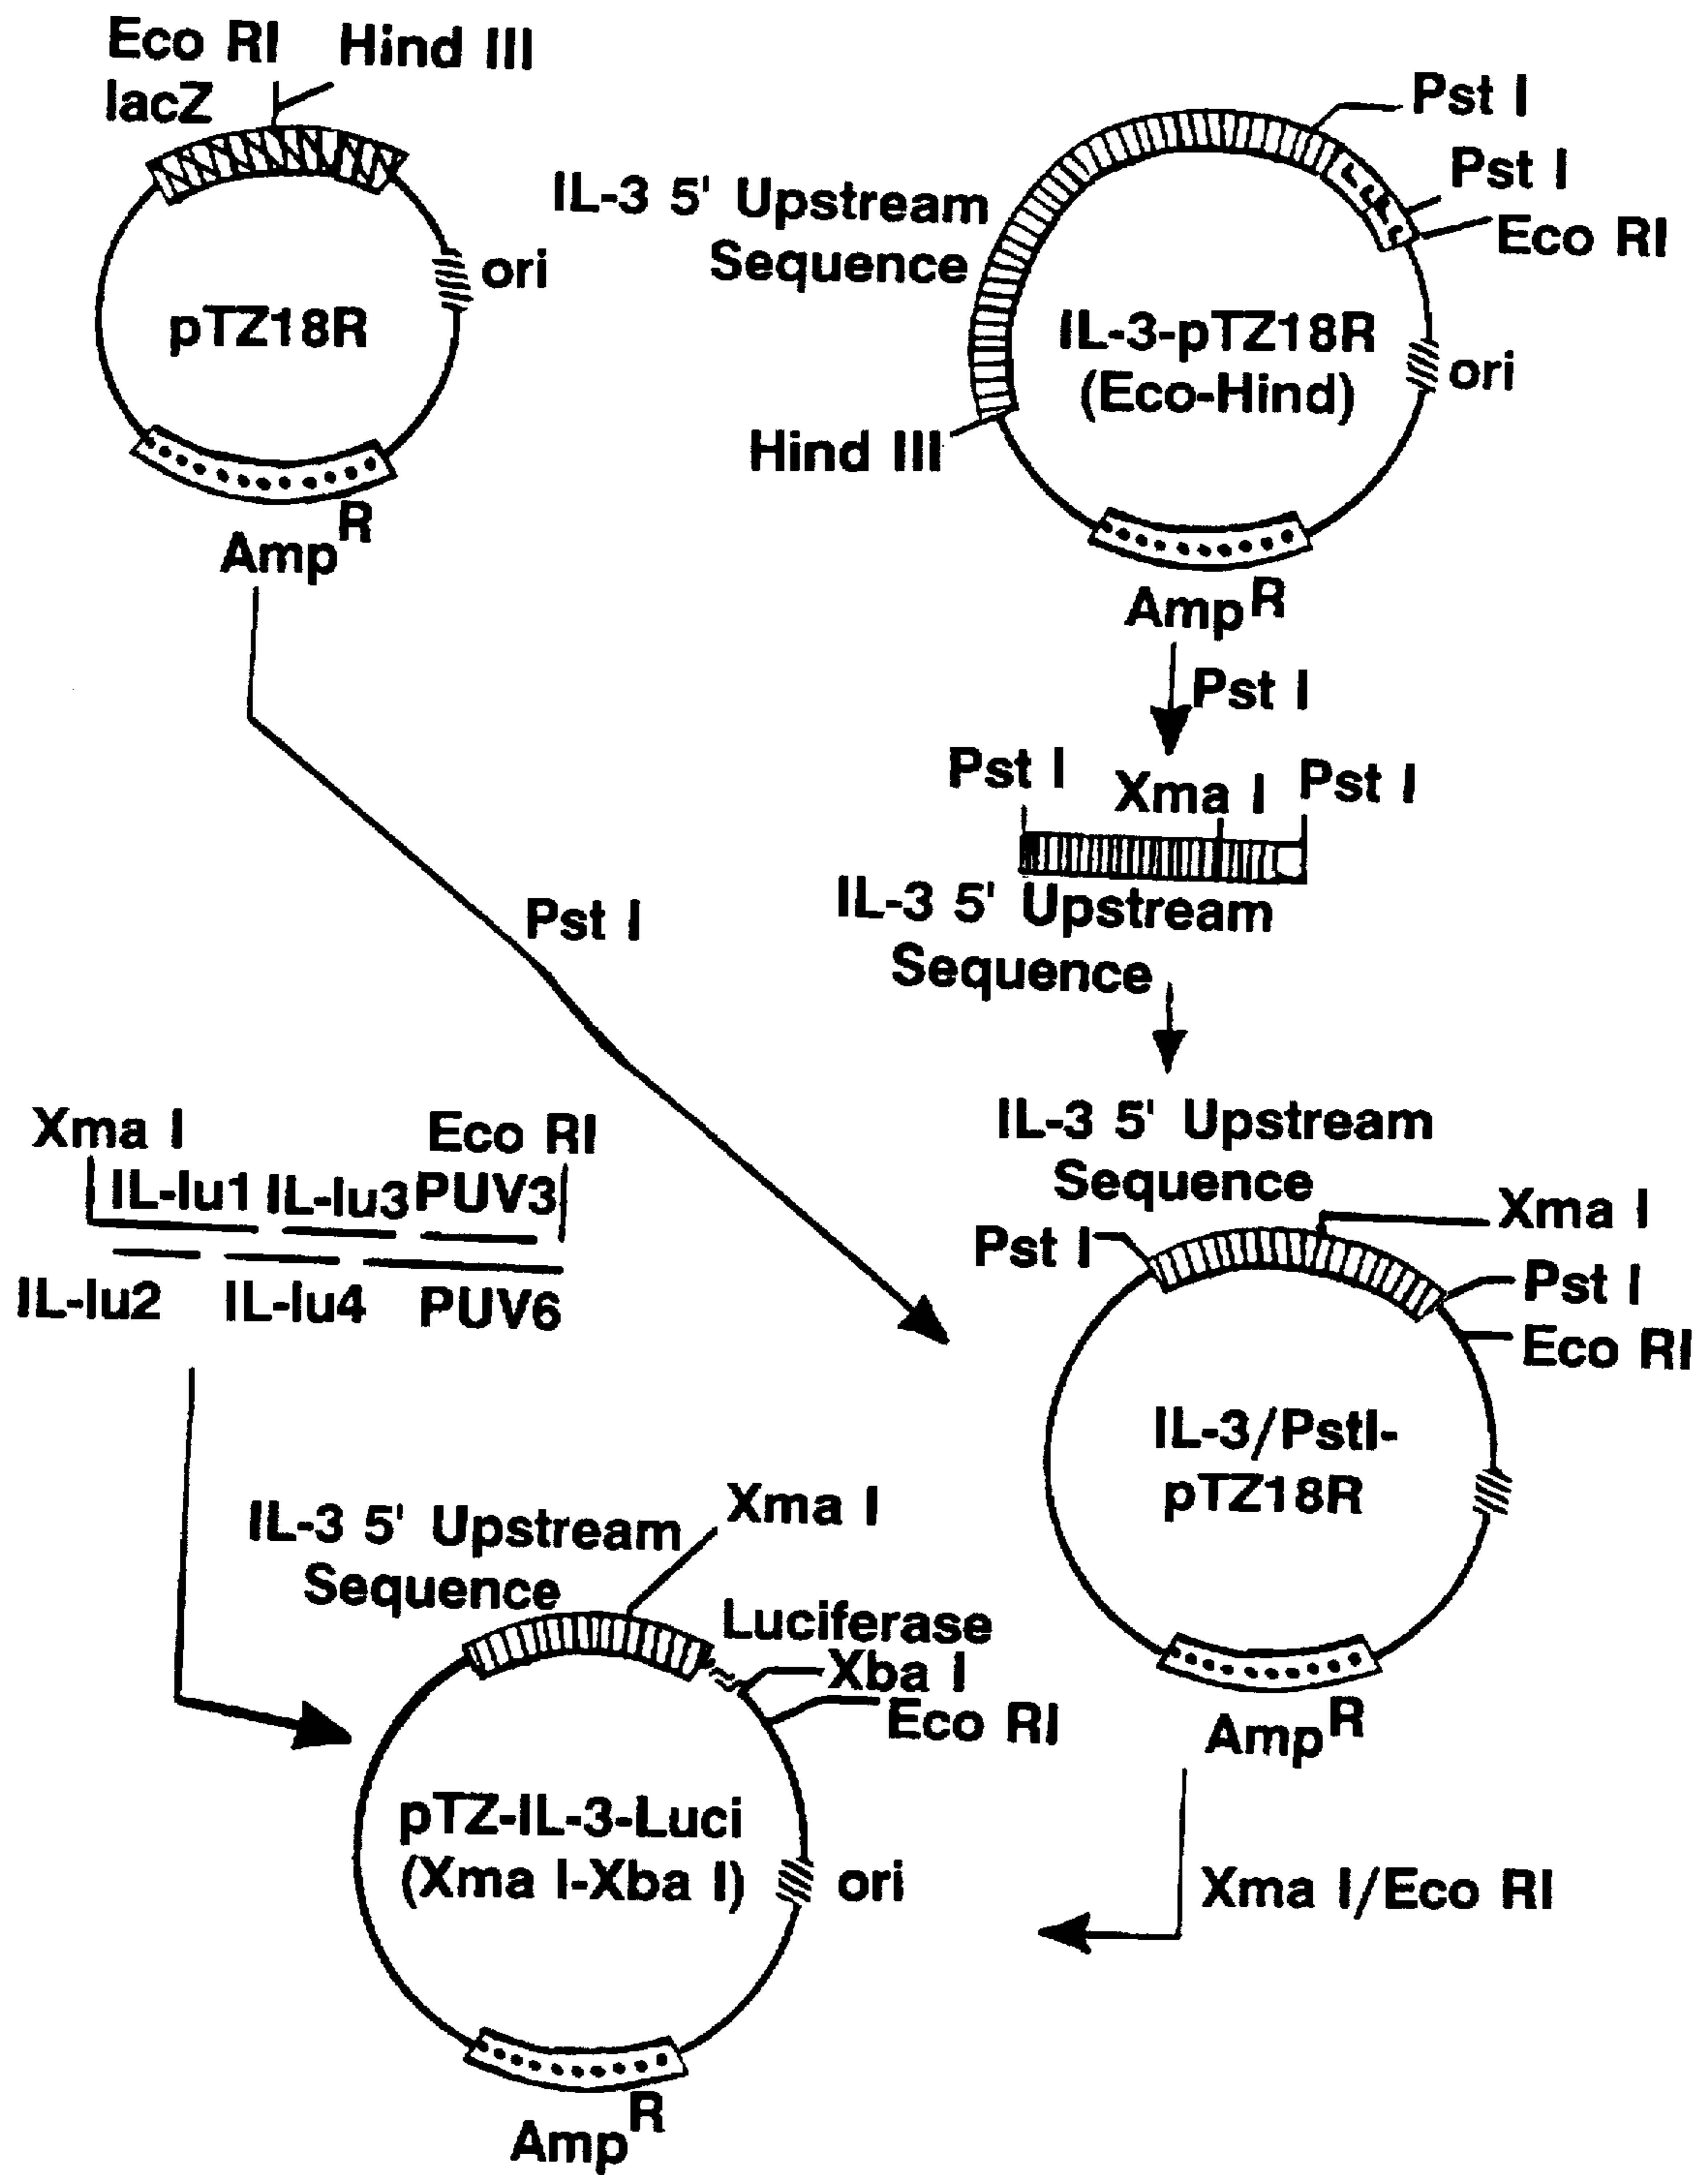 Eco RI
Hind III
lacZ
ori
pTZ18R
Amp R
Pst I
Pst I
Eco RI
IL-3 5' Upstream
Sequence
IL-3-pTZ18R
(Eco-Hind)
ori
Hind III
Amp R
Pst I
Pst I
Xma I
Pst I
IL-3 5' Upstream
Sequence
Pst I
Xma I
Eco RI
IL-lu1
IL-lu3
PUV3
IL-lu2
IL-lu4
PUV6
IL-3 5' Upstream
Sequence
Xma I
Pst I
Pst I
Eco RI
IL-3/PstI-
pTZ18R
Amp R
Xma I/Eco RI
IL-3 5' Upstream
Sequence
Xma I
Luciferase
Xba I
Eco RI
pTZ-IL-3-Luci
(Xma I-Xba I)
ori
Amp R